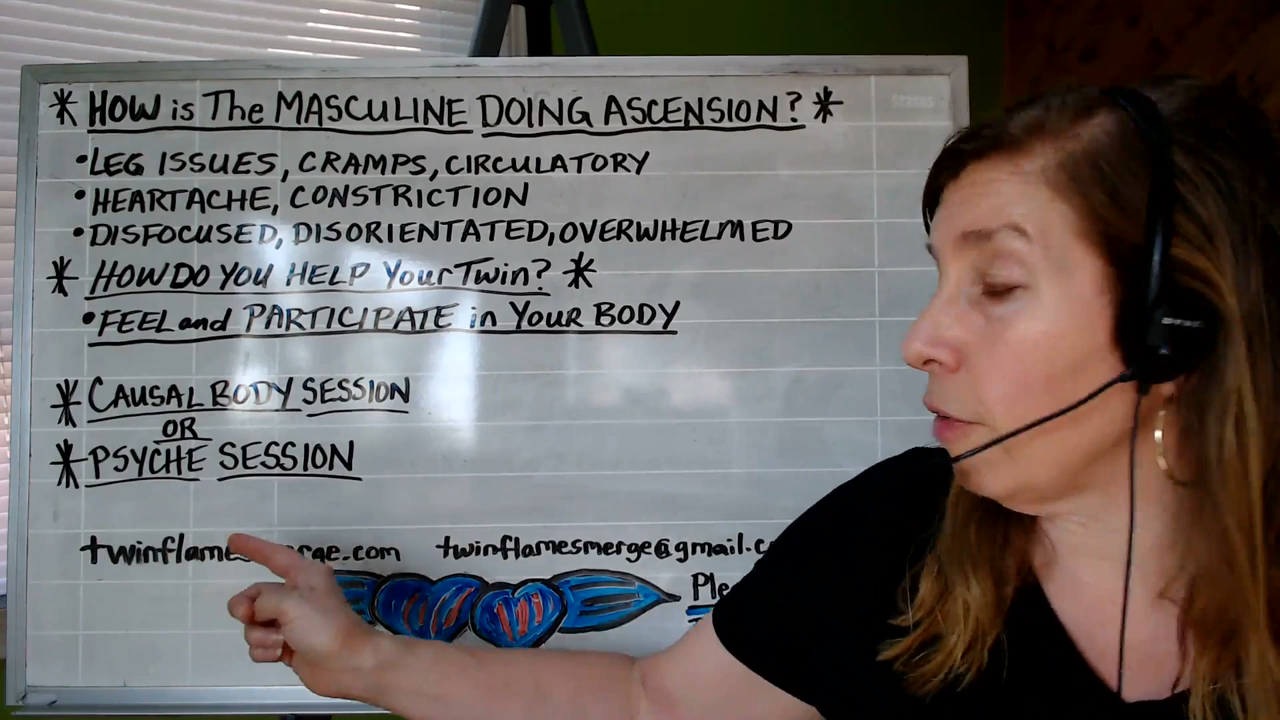 * HOW is The MASCULINE DOING ASCENSION? *
• LEG ISSUES, CRAMPS, CIRCULATORY
• HEARTACHE, CONSTRICTION
• DISFOCUSED, DISORIENTATED, OVERWHELMED
* HOW DO YOU HELP Your Twin? *
• FEEL and PARTICIPATE in Your BODY
* CAUSAL BODY SESSION
OR
* PSYCHE SESSION
twinflamesmerge@gmail.c